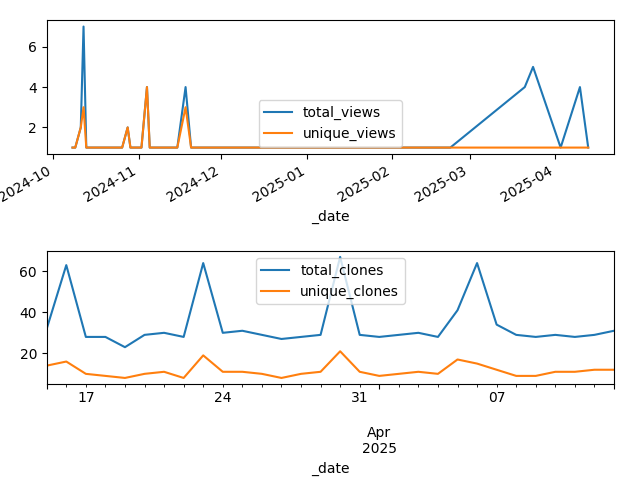 6
4
2
total_views
unique_views
2024-10
2024-11
2024-12
2025-01
2025-02
2025-03
2025-04
_date
60
40
20
total_clones
unique_clones
17
24
31
07
Apr
2025
_date